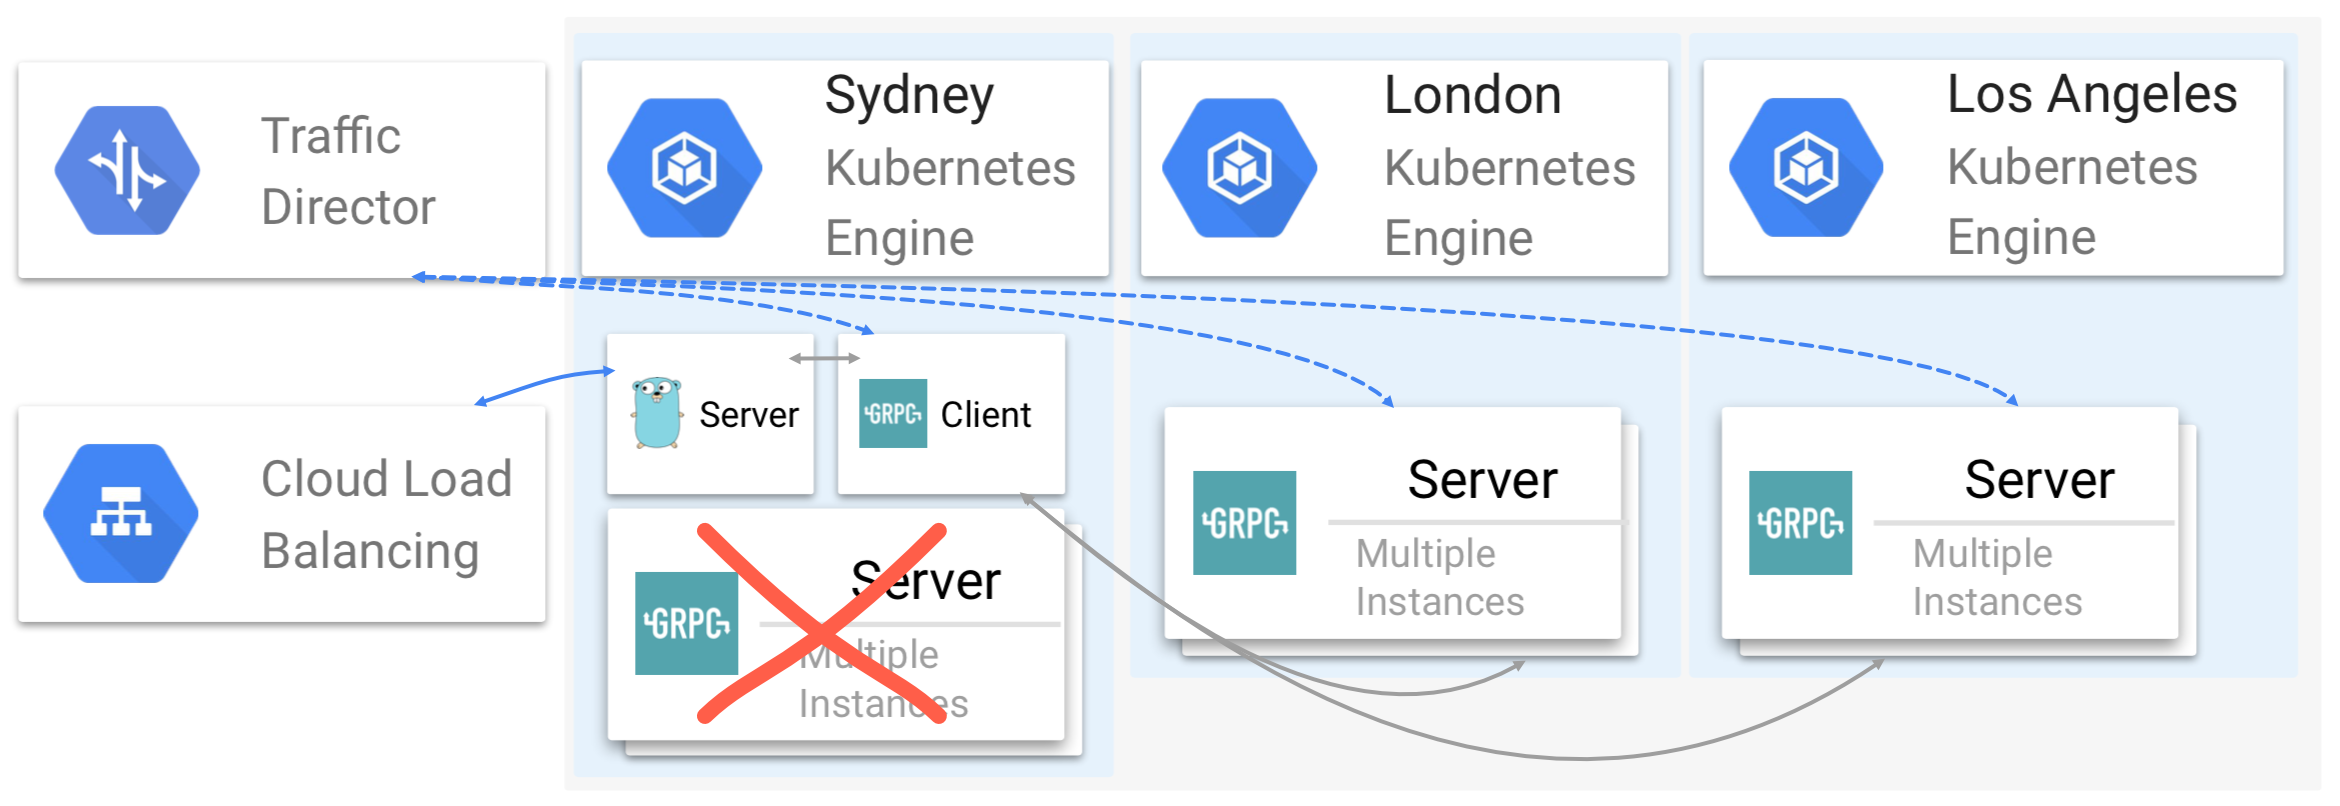 Traffic
Director
Sydney
Kubernetes
Engine
London
Kubernetes
Engine
Los Angeles
Kubernetes
Engine
Cloud Load
Balancing
Server
GRPC
Client
GRPC
Server
Multiple
Instances
GRPC
Server
Multiple
Instances
GRPC
Server
Multiple
Instances